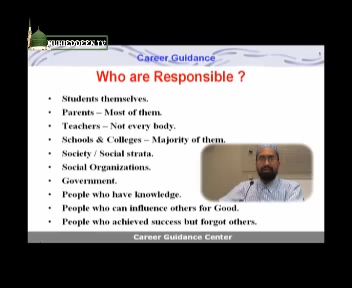 MUHIEDDEEN TV
Career Guidance
Who are Responsible ?
• Students themselves.
• Parents – Most of them.
• Teachers – Not every body.
• Schools & Colleges – Majority of them.
• Society / Social strata.
• Social Organizations.
• Government.
• People who have knowledge.
• People who can influence others for Good.
• People who achieved success but forgot others.
Career Guidance Center